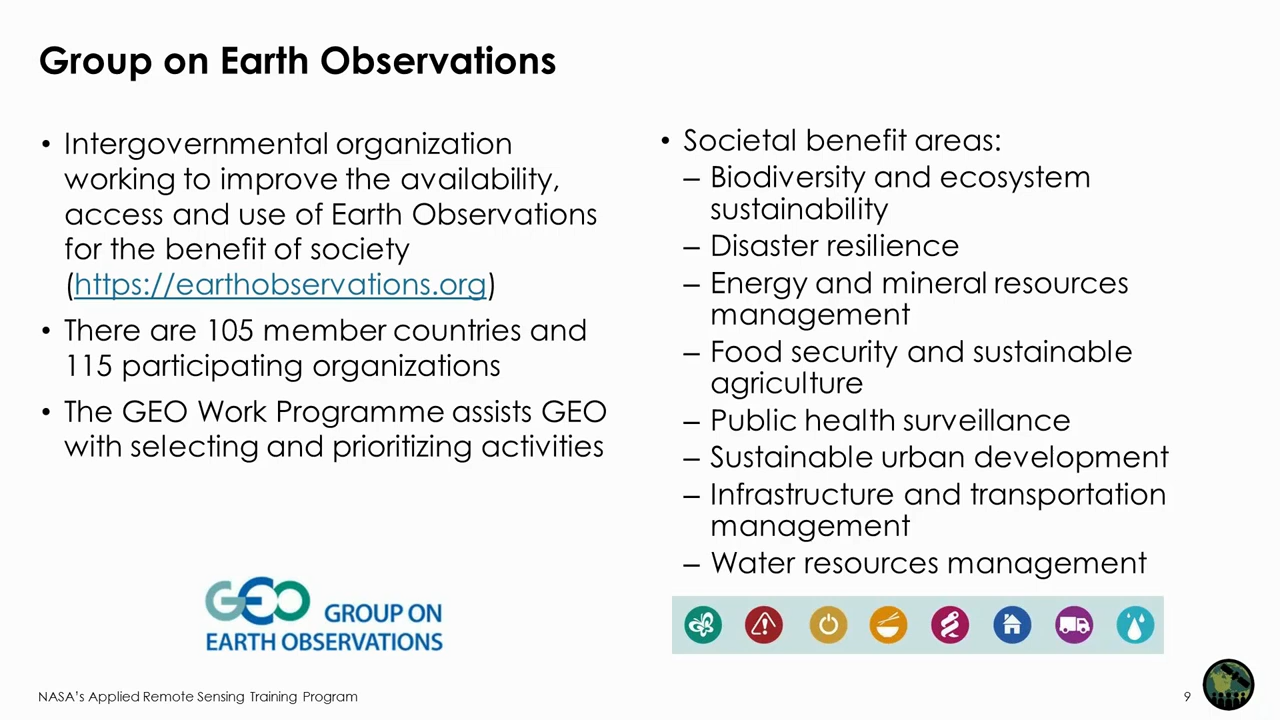 Group on Earth Observations
• Intergovernmental organization
working to improve the availability,
access and use of Earth Observations
for the benefit of society
(https://earthobservations.org)
• There are 105 member countries and
115 participating organizations
• The GEO Work Programme assists GEO
with selecting and prioritizing activities
GEO GROUP ON
EARTH OBSERVATIONS
• Societal benefit areas:
– Biodiversity and ecosystem
sustainability
– Disaster resilience
– Energy and mineral resources
management
– Food security and sustainable
agriculture
– Public health surveillance
– Sustainable urban development
– Infrastructure and transportation
management
– Water resources management
NASA's Applied Remote Sensing Training Program
9